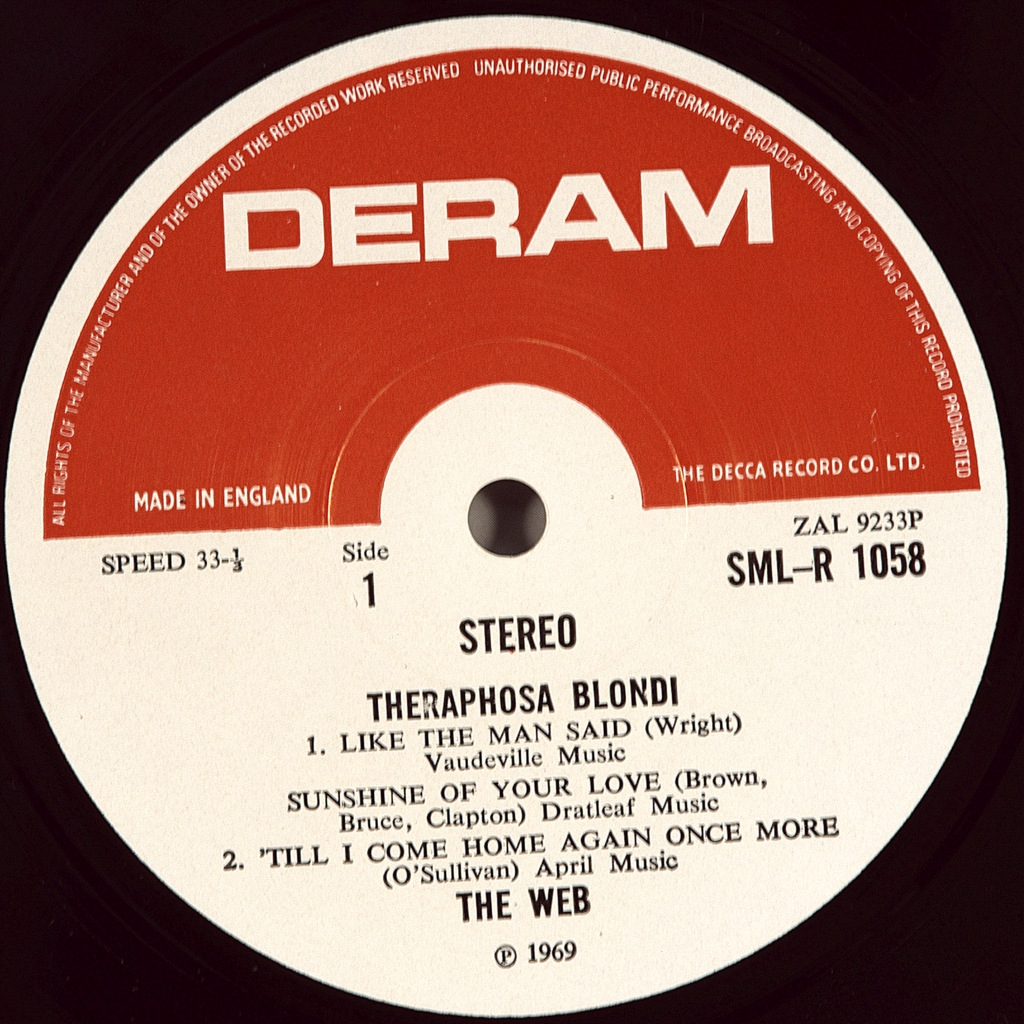 ALL RIGHTS OF THE MANUFACTURER AND OF THE OWNER OF THE RECORDED WORK RESERVED UNAUTHORISED PUBLIC PERFORMANCE BROADCASTING AND COPYING OF THIS RECORD PROHIBITED
DERAM
MADE IN ENGLAND
THE DECCA RECORD CO. LTD.
SPEED 33-⅓
Side
1
ZAL 9233P
SML–R 1058
STEREO
THERAPHOSA BLONDI
1. LIKE THE MAN SAID (Wright)
Vaudeville Music
SUNSHINE OF YOUR LOVE (Brown,
Bruce, Clapton) Dratleaf Music
2. 'TILL I COME HOME AGAIN ONCE MORE
(O'Sullivan) April Music
THE WEB
℗ 1969